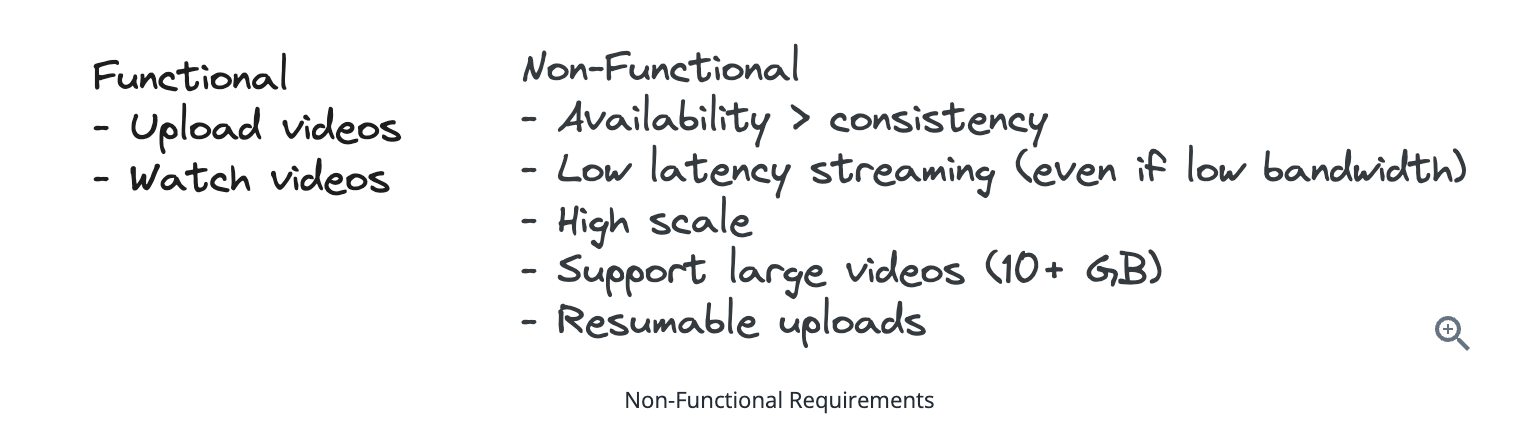 Functional
- Upload videos
- Watch videos
Non-Functional
- Availability > consistency
- Low latency streaming (even if low bandwidth)
- High scale
- Support large videos (10+ GB)
- Resumable uploads
Non-Functional Requirements